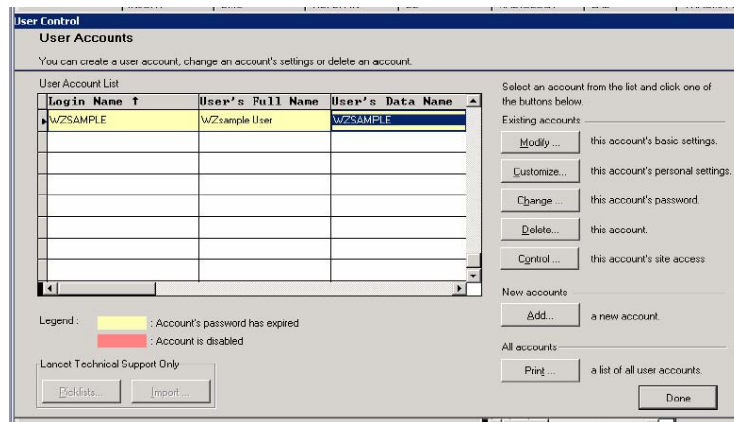 User Control
User Accounts
You can create a user account, change an account's settings or delete an account.
User Account List
Login Name ↑ User's Full Name User's Data Name
WZSAMPLE WZsample User WZSAMPLE
Legend : : Account's password has expired
: Account is disabled
Lancet Technical Support Only
Picklists... Import ...
Select an account from the list and click one of
the buttons below.
Existing accounts
Modify ... this account's basic settings.
Customize... this account's personal settings.
Change ... this account's password.
Delete... this account.
Control ... this account's site access
New accounts
Add... a new account.
All accounts
Print ... a list of all user accounts.
Done